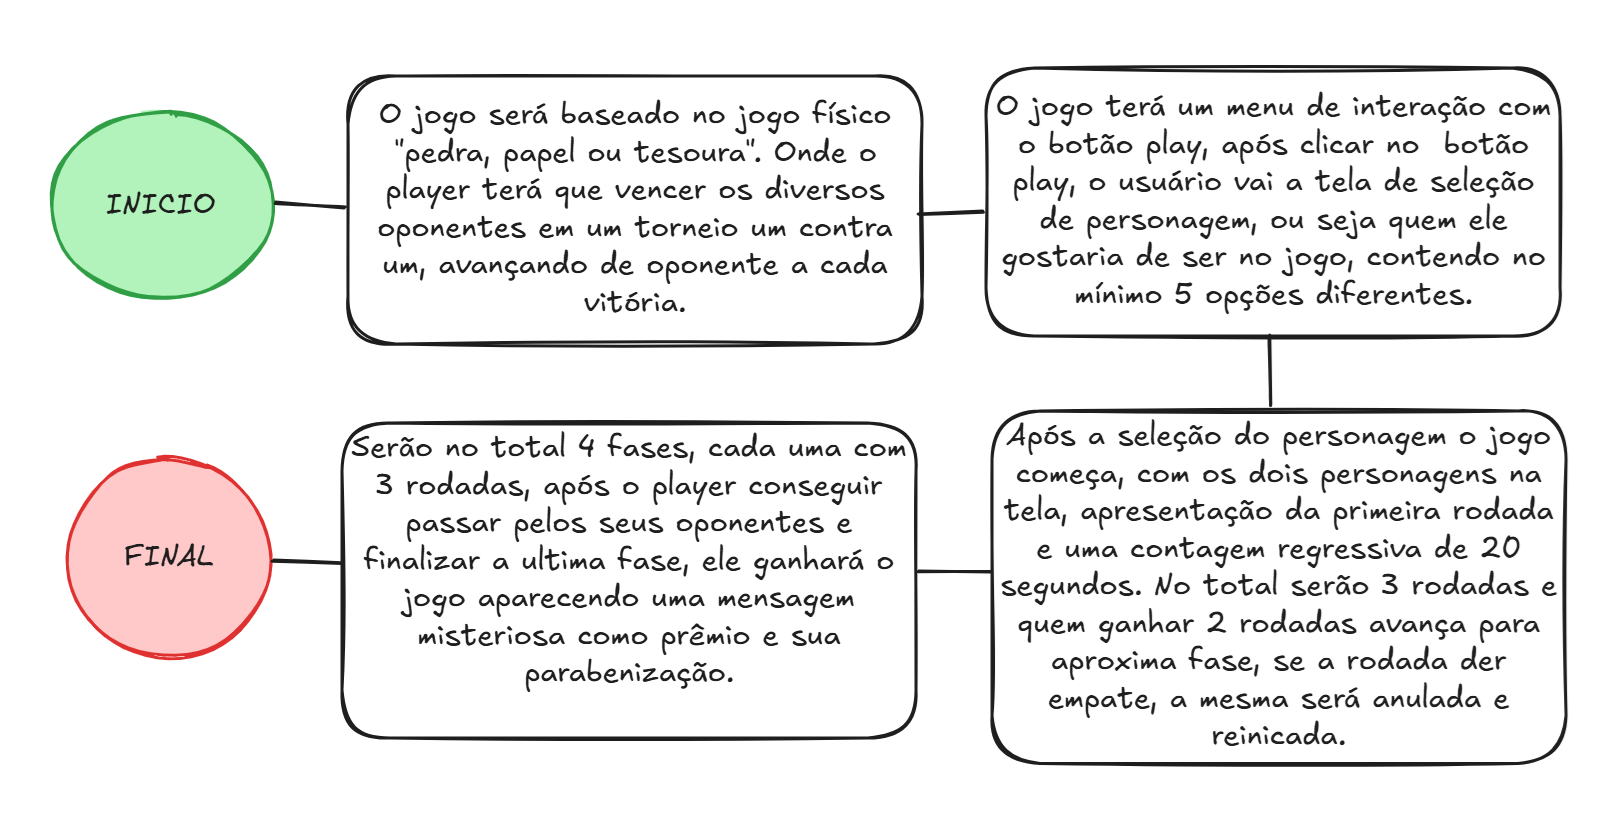 INICIO
O jogo será baseado no jogo físico
"pedra, papel ou tesoura". Onde o
player terá que vencer os diversos
oponentes em um torneio um contra
um, avançando de oponente a cada
vitória.
O jogo terá um menu de interação com
o botão play, após clicar no  botão
play, o usuário vai a tela de seleção
de personagem, ou seja quem ele
gostaria de ser no jogo, contendo no
mínimo 5 opções diferentes.
Após a seleção do personagem o jogo
começa, com os dois personagens na
tela, apresentação da primeira rodada
e uma contagem regressiva de 20
segundos. No total serão 3 rodadas e
quem ganhar 2 rodadas avança para
aproxima fase, se a rodada der
empate, a mesma será anulada e
reinicada.
Serão no total 4 fases, cada uma com
3 rodadas, após o player conseguir
passar pelos seus oponentes e
finalizar a ultima fase, ele ganhará o
jogo aparecendo uma mensagem
misteriosa como prêmio e sua
parabenização.
FINAL